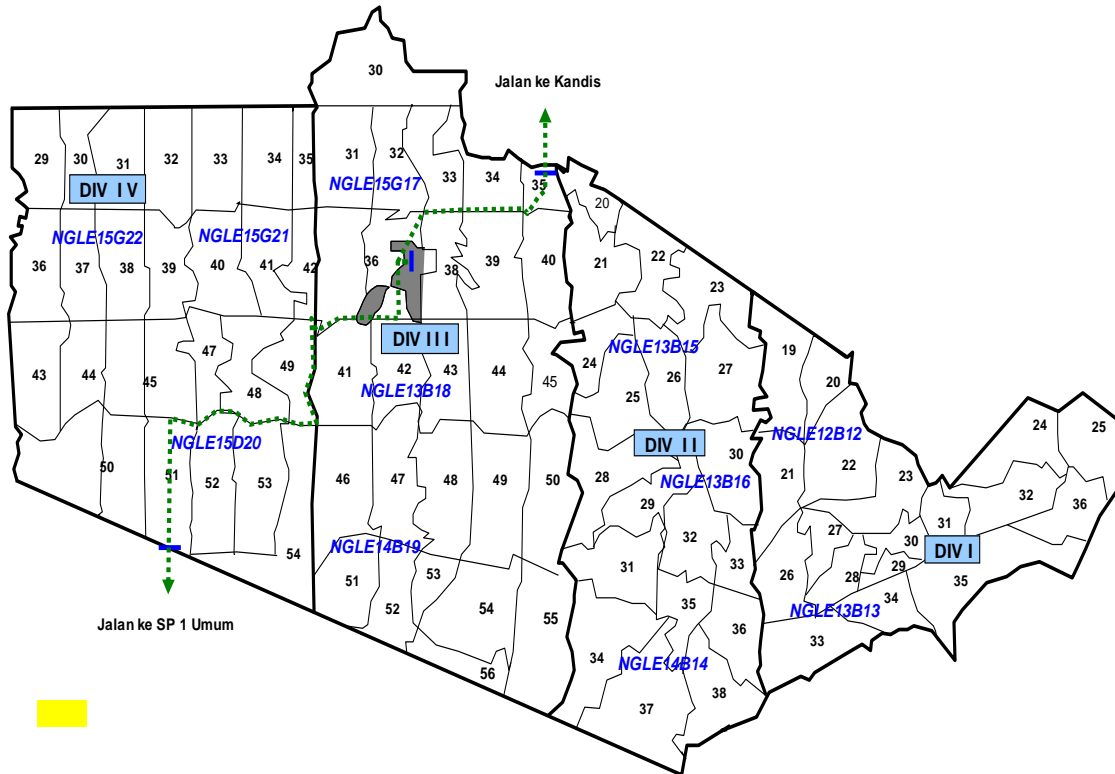 30
Jalan ke Kandis
29 30 31 32 33 34 35 31 32 33 34 35
DIV I V
NGLE15G17
20
NGLE15G22 NGLE15G21
36 37 38 39 40 41 42 36 38 39 40 21 22 23
DIV I I I
47 49 48
43 44 45 41 42 43 44 45 24 25 26 27 19 20
NGLE13B15
NGLE13B18
NGLE15D20
DIV I I
NGLE12B12
24 25
50 51 52 53 54 46 47 48 49 50 28 29 30 21 22 23 32 36
NGLE13B16
NGLE14B19
51 52 53 54 55 31 32 33 26 27 28 29 30 31
DIV I
35
35 36 34
NGLE13B13
33
Jalan ke SP 1 Umum
34
NGLE14B14
56 37 38